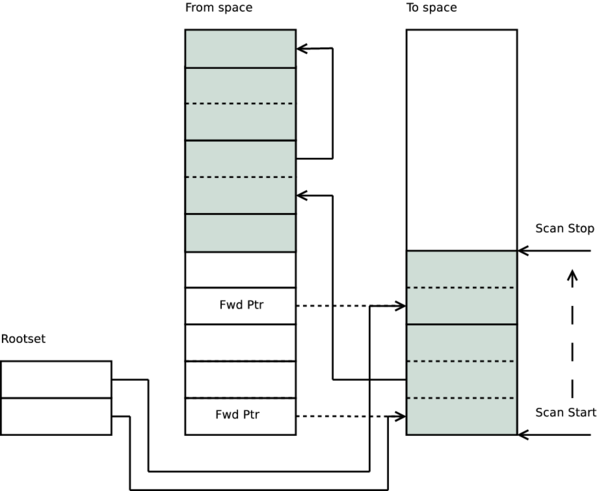 From space
To space
Scan Stop
Fwd Ptr
Rootset
Scan Start
Fwd Ptr